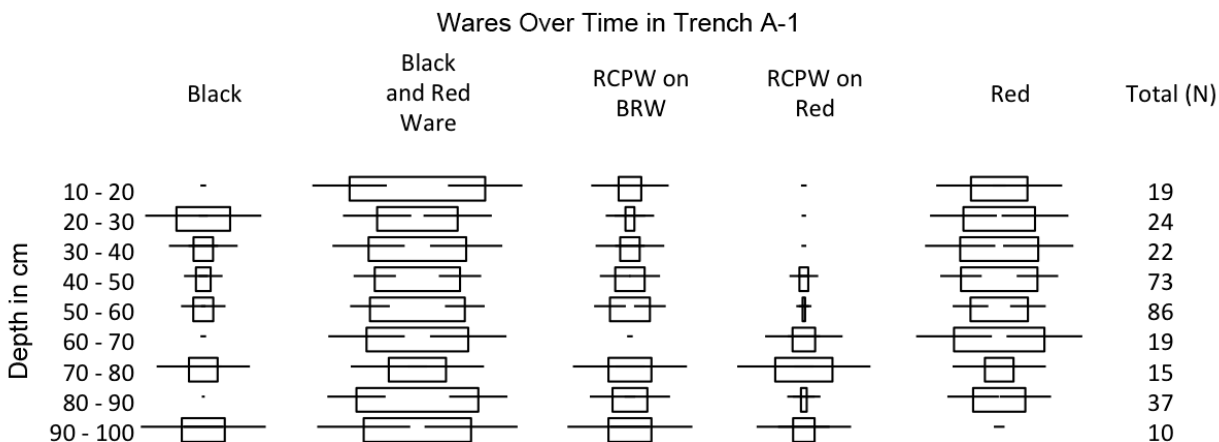 Wares Over Time in Trench A-1
Black
Black
and Red
Ware
RCPW on
BRW
RCPW on
Red
Red
Total (N)
Depth in cm
10 - 20 19
20 - 30 24
30 - 40 22
40 - 50 73
50 - 60 86
60 - 70 19
70 - 80 15
80 - 90 37
90 - 100 10